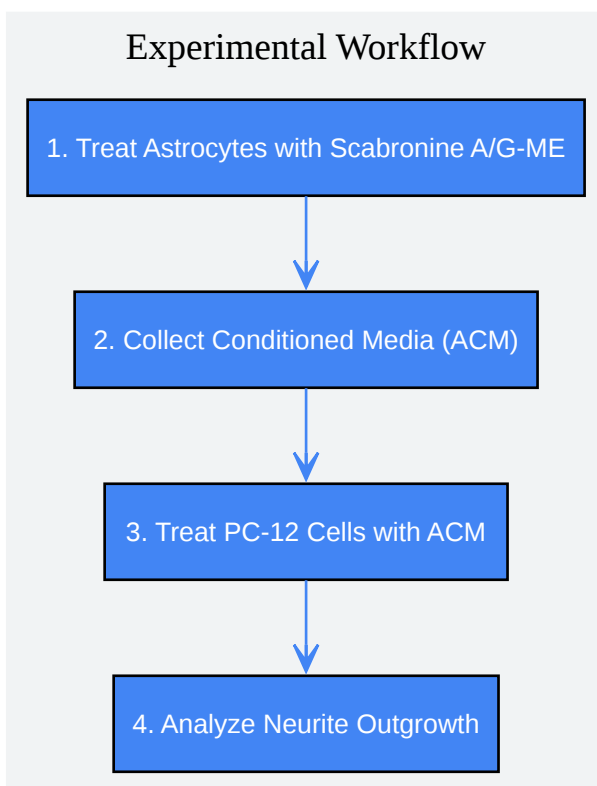 Experimental Workflow
1. Treat Astrocytes with Scabronine A/G-ME
2. Collect Conditioned Media (ACM)
3. Treat PC-12 Cells with ACM
4. Analyze Neurite Outgrowth